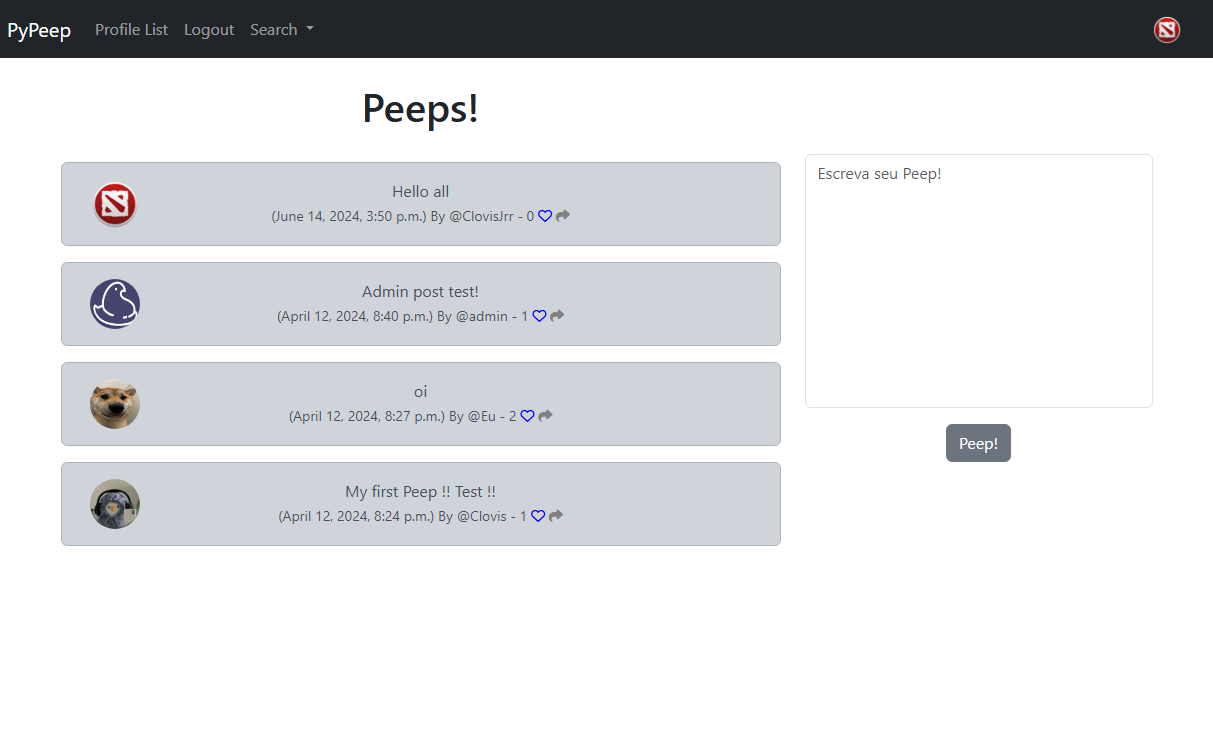 PyPeep Profile List Logout Search
Peeps!
Hello all
(June 14, 2024, 3:50 p.m.) By @ClovisJrr - 0
Admin post test!
(April 12, 2024, 8:40 p.m.) By @admin - 1
oi
(April 12, 2024, 8:27 p.m.) By @Eu - 2
My first Peep !! Test !!
(April 12, 2024, 8:24 p.m.) By @Clovis - 1
Escreva seu Peep!
Peep!